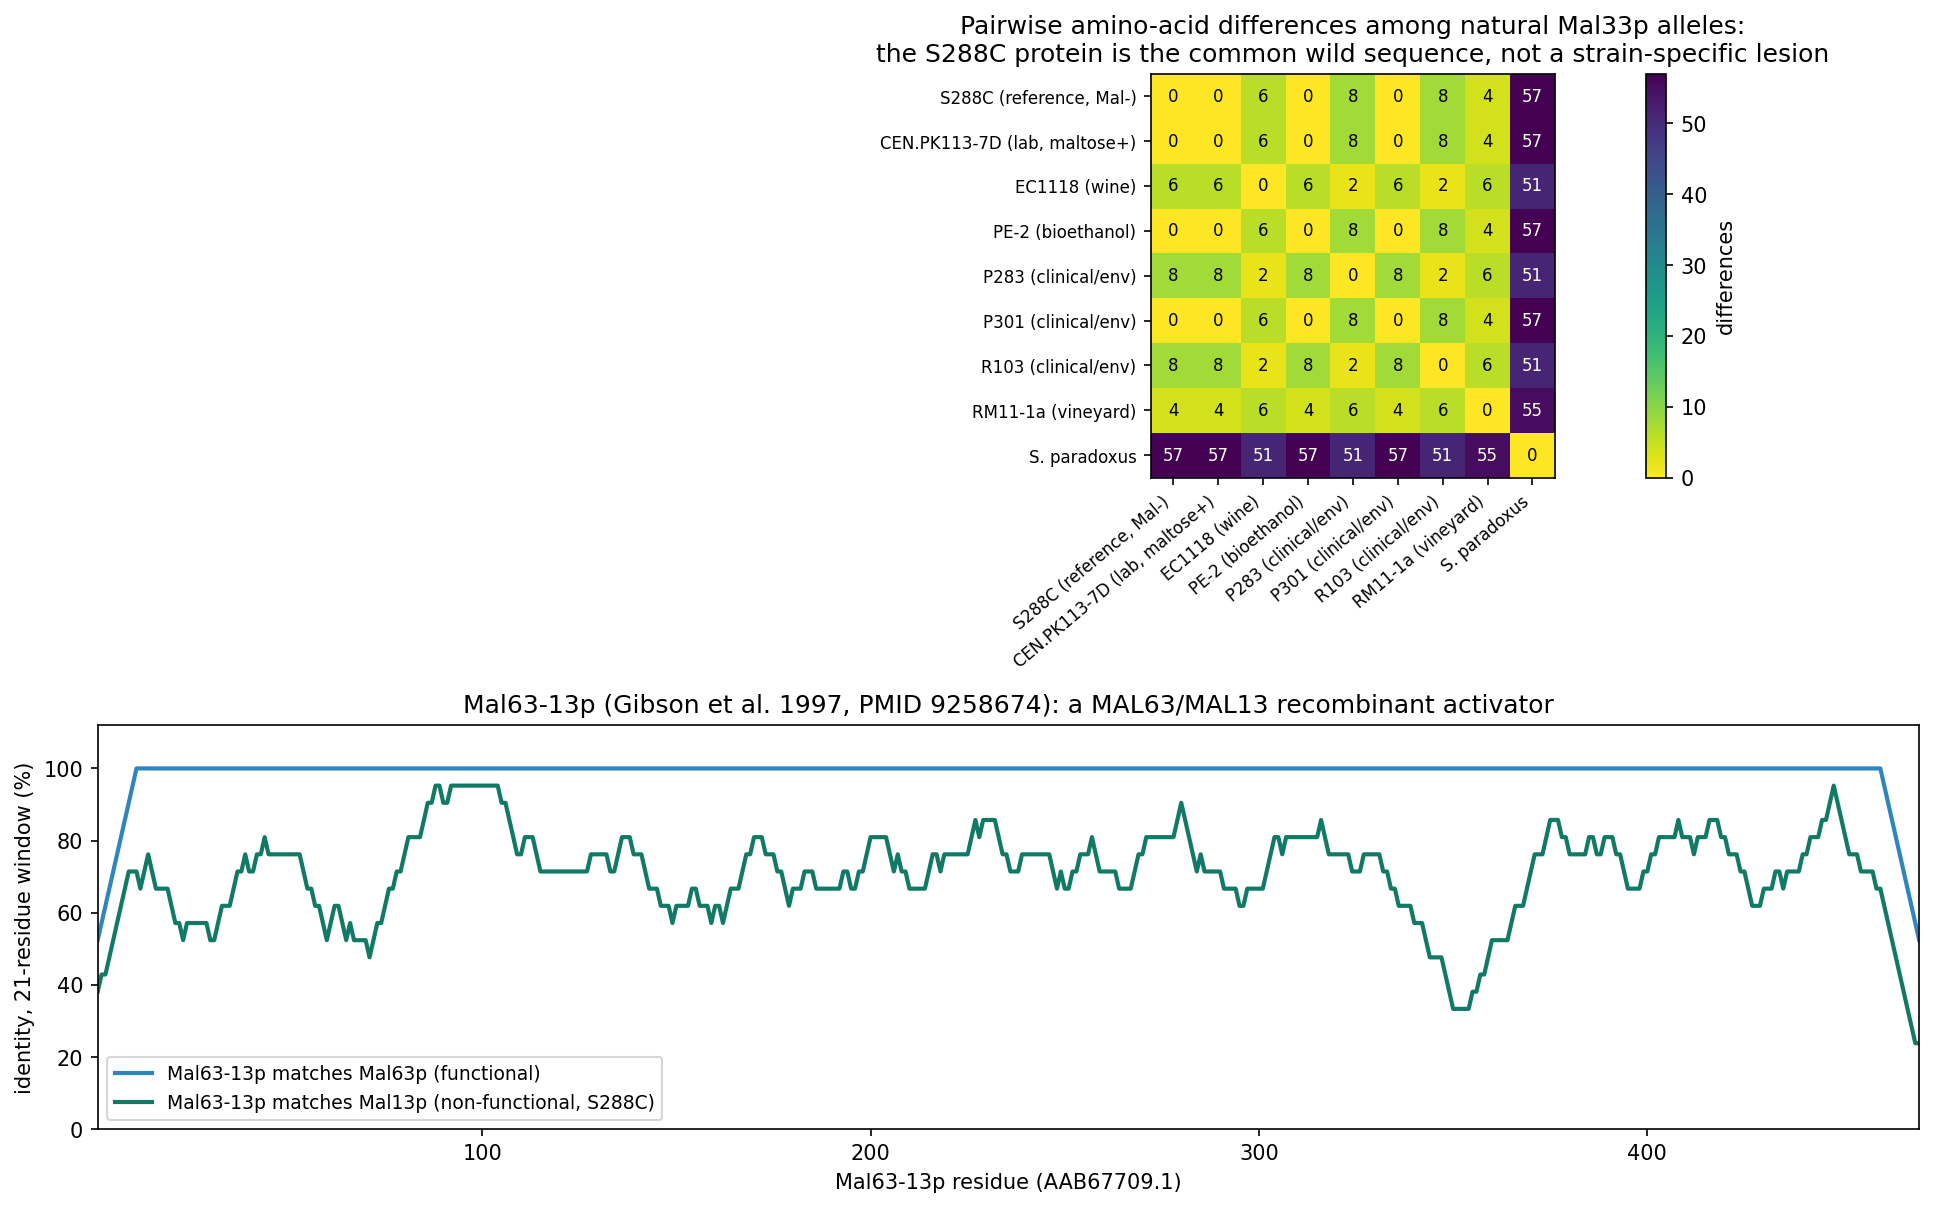 Pairwise amino-acid differences among natural Mal33p alleles:
the S288C protein is the common wild sequence, not a strain-specific lesion
S288C (reference, Mal-) 0 0 6 0 8 0 8 4 57
CEN.PK113-7D (lab, maltose+) 0 0 6 0 8 0 8 4 57
EC1118 (wine) 6 6 0 6 2 6 2 6 51
PE-2 (bioethanol) 0 0 6 0 8 0 8 4 57
P283 (clinical/env) 8 8 2 8 0 8 2 6 51
P301 (clinical/env) 0 0 6 0 8 0 8 4 57
R103 (clinical/env) 8 8 2 8 2 8 0 6 51
RM11-1a (vineyard) 4 4 6 4 6 4 6 0 55
S. paradoxus 57 57 51 57 51 57 51 55 0
S288C (reference, Mal-)
CEN.PK113-7D (lab, maltose+)
EC1118 (wine)
PE-2 (bioethanol)
P283 (clinical/env)
P301 (clinical/env)
R103 (clinical/env)
RM11-1a (vineyard)
S. paradoxus
50
40
30
20
10
0
differences
Mal63-13p (Gibson et al. 1997, PMID 9258674): a MAL63/MAL13 recombinant activator
identity, 21-residue window (%)
100
80
60
40
20
0
Mal63-13p matches Mal63p (functional)
Mal63-13p matches Mal13p (non-functional, S288C)
100 200 300 400
Mal63-13p residue (AAB67709.1)